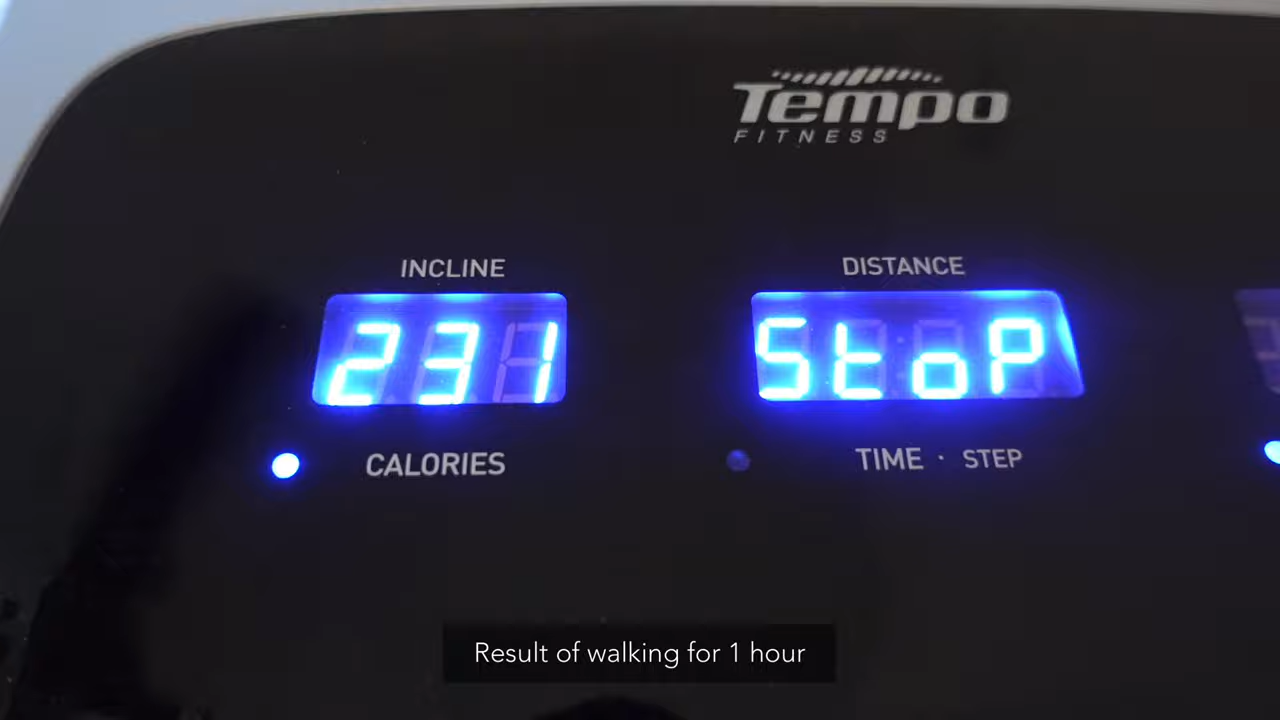 Tempo
FITNESS
INCLINE
DISTANCE
231
StoP
CALORIES
TIME · STEP
Result of walking for 1 hour